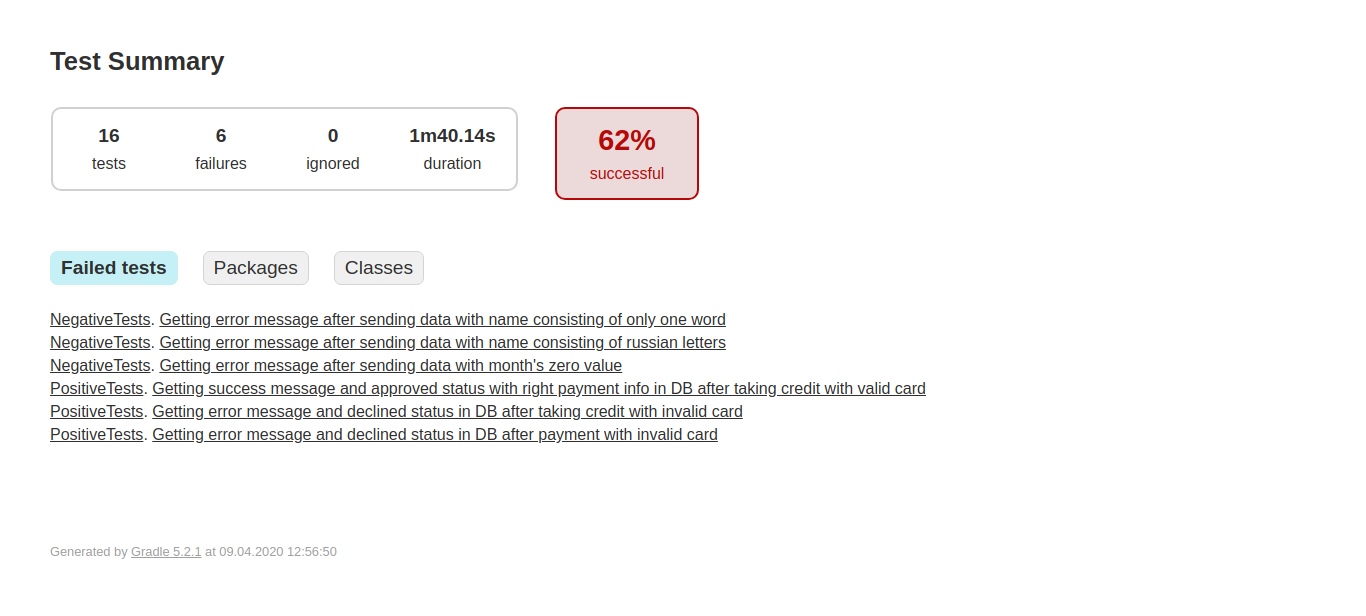 Test Summary
16 6 0 1m40.14s 62%
tests failures ignored duration successful
Failed tests Packages Classes
NegativeTests. Getting error message after sending data with name consisting of only one word
NegativeTests. Getting error message after sending data with name consisting of russian letters
NegativeTests. Getting error message after sending data with month's zero value
PositiveTests. Getting success message and approved status with right payment info in DB after taking credit with valid card
PositiveTests. Getting error message and declined status in DB after taking credit with invalid card
PositiveTests. Getting error message and declined status in DB after payment with invalid card
Generated by Gradle 5.2.1 at 09.04.2020 12:56:50